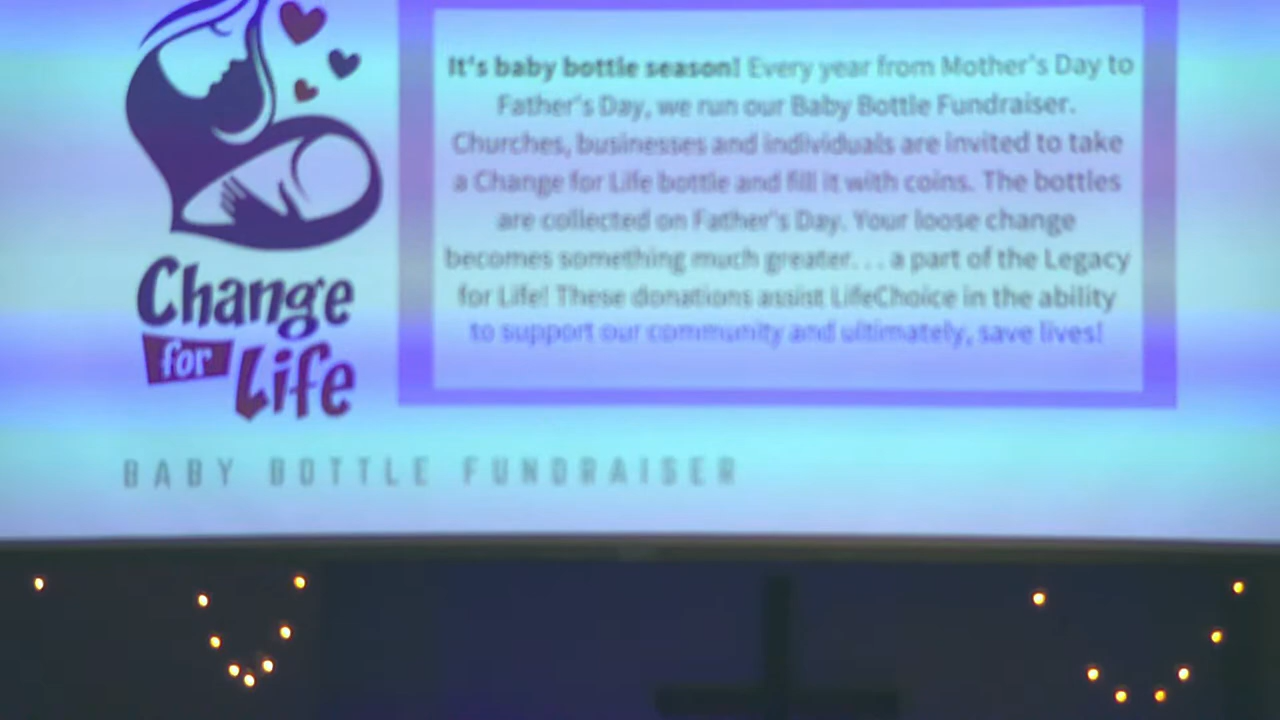 Change
for
Life
It's baby bottle season! Every year from Mother's Day to
Father's Day, we run our Baby Bottle Fundraiser.
Churches, businesses and individuals are invited to take
a Change for Life bottle and fill it with coins. The bottles
are collected on Father's Day. Your loose change
becomes something much greater. . . a part of the Legacy
for Life! These donations assist LifeChoice in the ability
to support our community and ultimately, save lives!
BABY BOTTLE FUNDRAISER